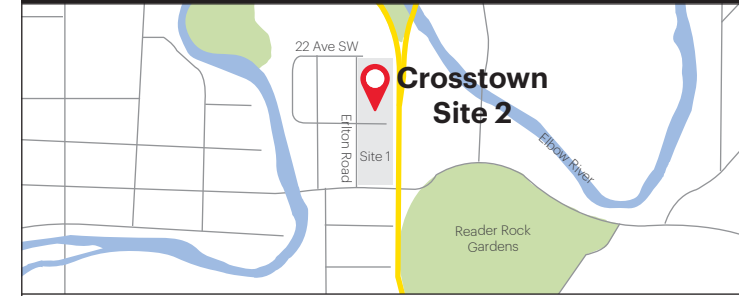 22 Ave SW
Crosstown
Site 2
Erlton Road
Site 1
Elbow River
Reader Rock
Gardens